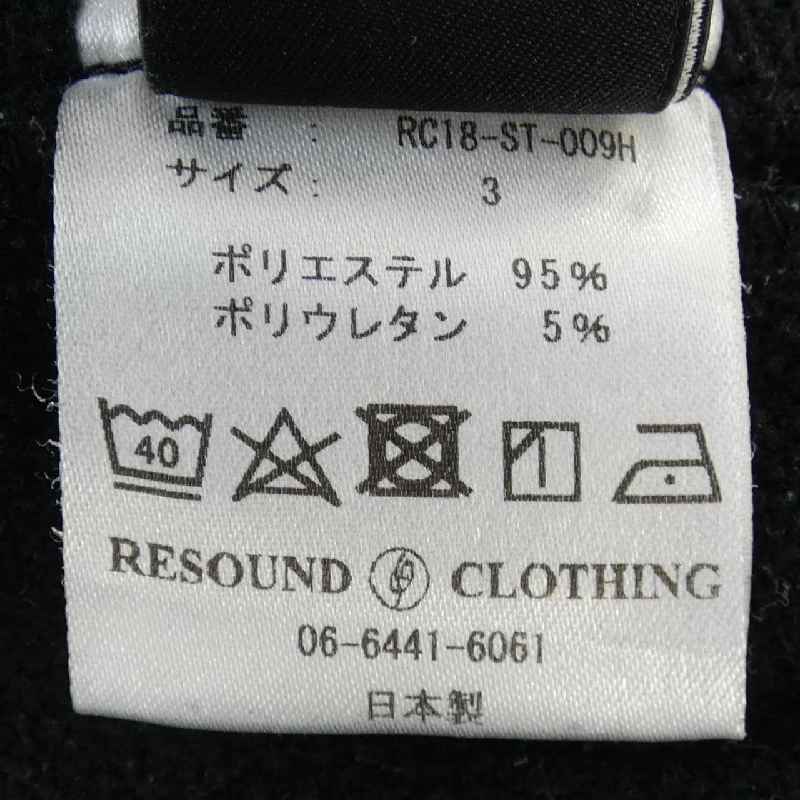 品番 : RC18-ST-009H
サイズ : 3
ポリエステル 95%
ポリウレタン 5%
40
RESOUND CLOTHING
06-6441-6061
日本製